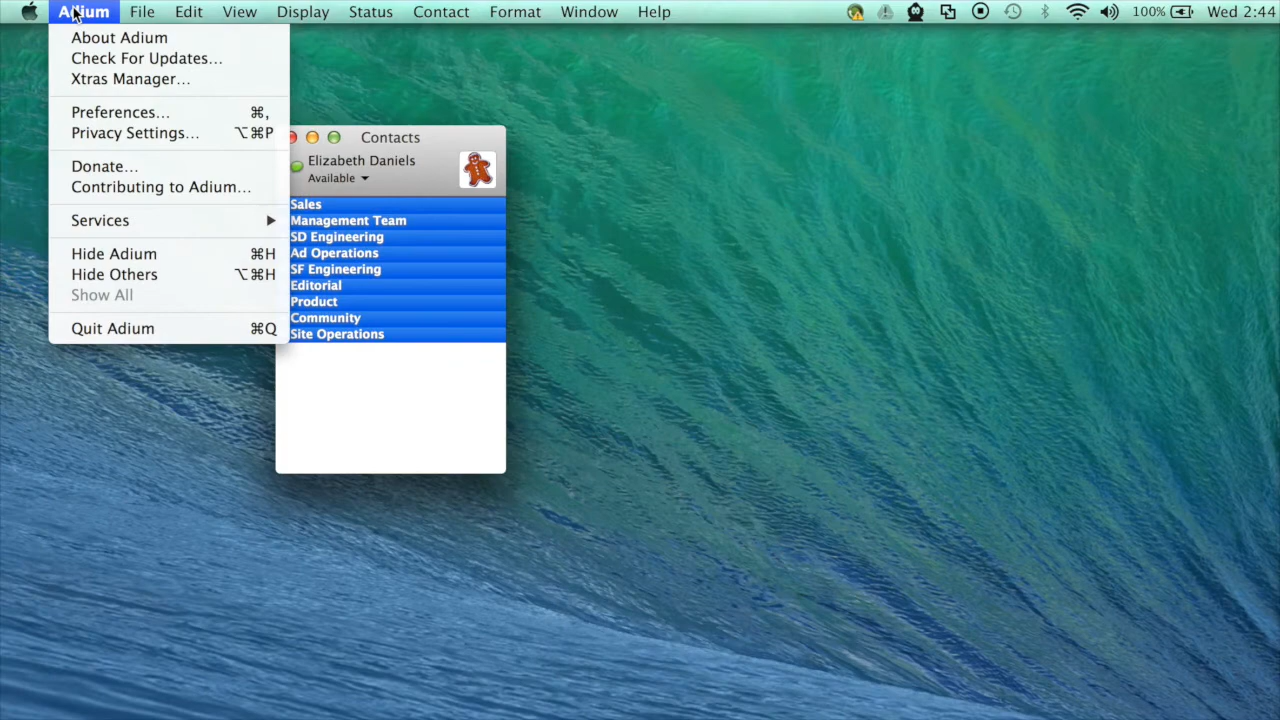 Adium File Edit View Display Status Contact Format Window Help 100% Wed 2:44
About Adium
Check For Updates…
Xtras Manager…
Preferences… ⌘,
Privacy Settings… ⌥⌘P
Donate…
Contributing to Adium…
Services ▶
Hide Adium ⌘H
Hide Others ⌥⌘H
Show All
Quit Adium ⌘Q
Contacts
Elizabeth Daniels
Available
Sales
Management Team
SD Engineering
Ad Operations
SF Engineering
Editorial
Product
Community
Site Operations